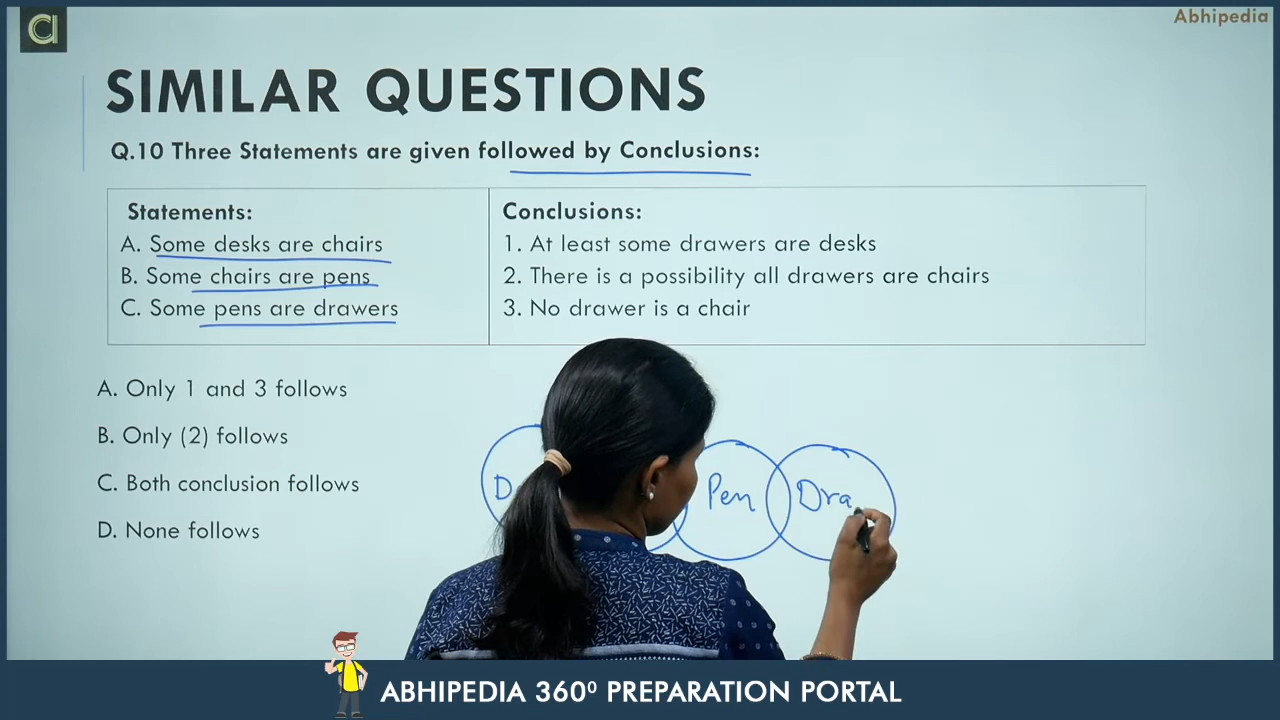 Abhipedia
SIMILAR QUESTIONS
Q.10 Three Statements are given followed by Conclusions:
Statements:
A. Some desks are chairs
B. Some chairs are pens
C. Some pens are drawers
Conclusions:
1. At least some drawers are desks
2. There is a possibility all drawers are chairs
3. No drawer is a chair
A. Only 1 and 3 follows
B. Only (2) follows
C. Both conclusion follows
D. None follows
D
Pen
Dra
ABHIPEDIA 360⁰ PREPARATION PORTAL